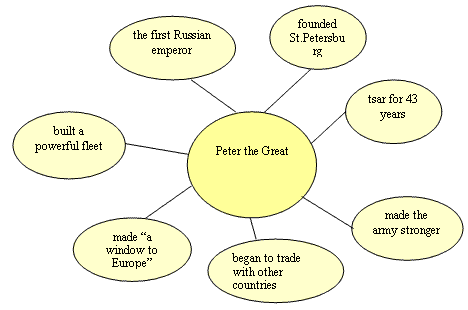 the first Russian
emperor
founded
St.Petersbu
rg
tsar for 43
years
built a
powerful fleet
Peter the Great
made the
army stronger
made “a
window to
Europe”
began to trade
with other
countries